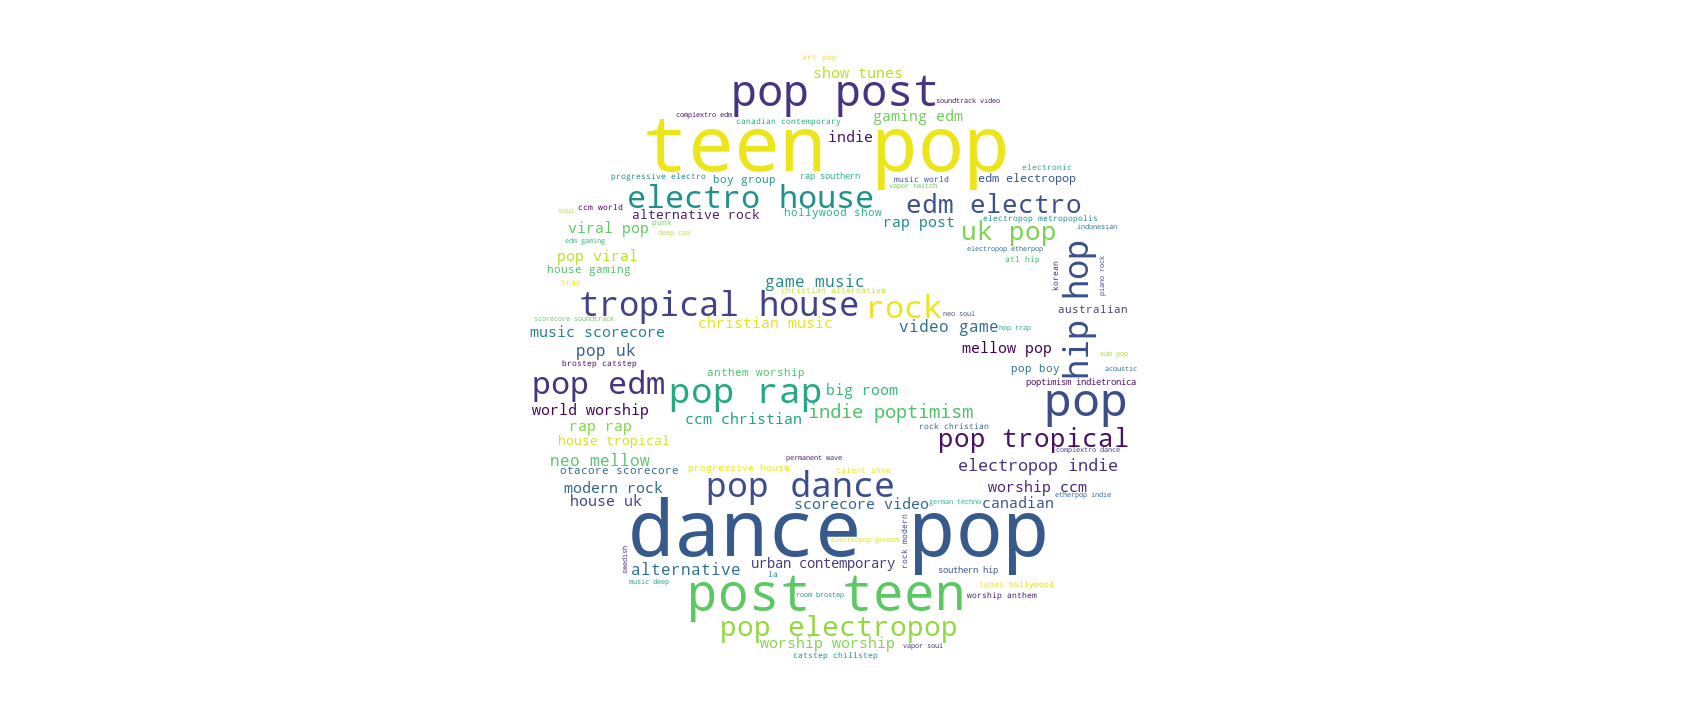 art pop
show tunes
pop post
soundtrack video
complextro edm
canadian contemporary
gaming edm
teen pop
indie
electronic
progressive electro
boy group
rap southern
music world
edm electropop
vapor twitch
electro house
edm electro
soul
ccm world
alternative rock
hollywood show
rap post
electropop metropopolis
viral pop
punk
deep ccm
uk pop
indonesian
edm gaming
electropop etherpop
hip hop
pop viral
atl hip
korean
piano rock
house gaming
trap
game music
christian alternative
tropical house
rock
neo soul
australian
scorecore soundtrack
christian music
video game
hop trap
music scorecore
pop uk
mellow pop
edm pop
brostep catstep
anthem worship
pop boy
acoustic
pop edm
pop rap
big room
poptimism indietronica
pop
world worship
ccm christian
indie poptimism
rap rap
rock christian
house tropical
pop tropical
complextro dance
neo mellow
permanent wave
electropop indie
otacore scorecore
progressive house
talent show
modern rock
pop dance
worship ccm
etherpop indie
house uk
scorecore video
german techno
canadian
dance pop
rock modern
electropop german
swedish
alternative
urban contemporary
southern hip
music deep
la
tunes hollywood
post teen
room brostep
worship anthem
pop electropop
worship worship
vapor soul
catstep chillstep